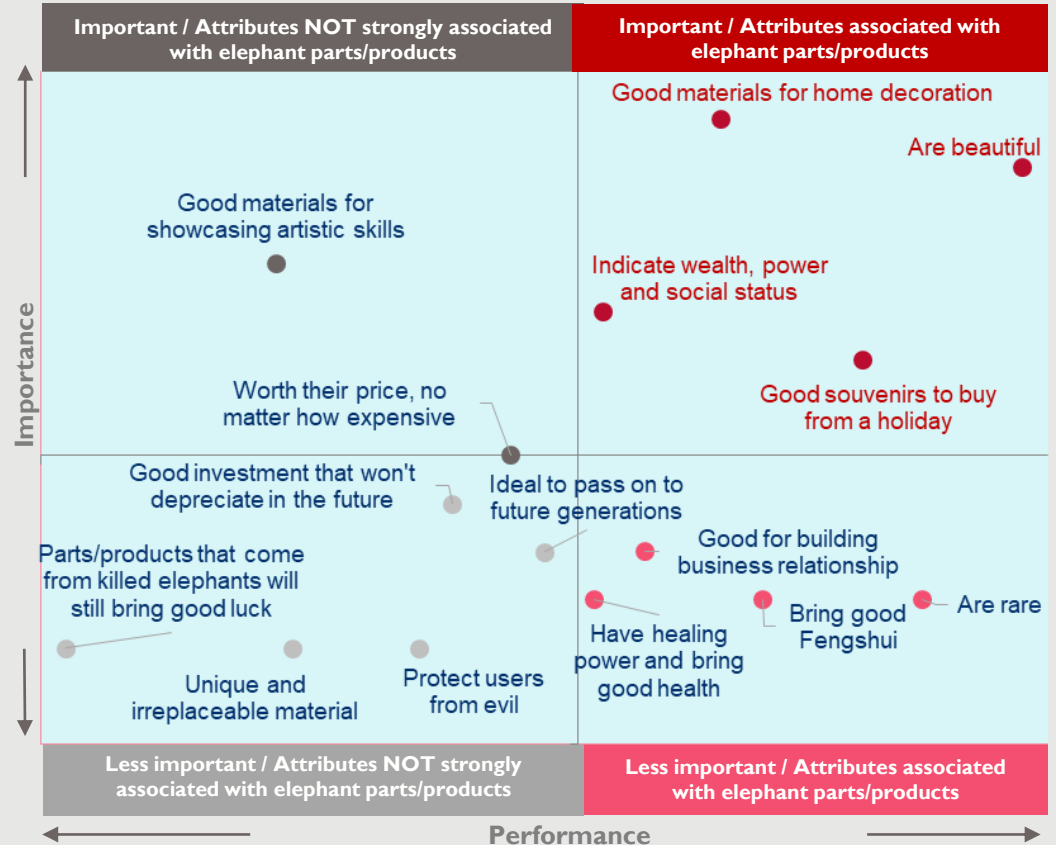 Important / Attributes NOT strongly associated
with elephant parts/products
Important / Attributes associated with
elephant parts/products
Good materials for home decoration
Are beautiful
Good materials for
showcasing artistic skills
Indicate wealth, power
and social status
Importance
Worth their price, no
matter how expensive
Good souvenirs to buy
from a holiday
Good investment that won't
depreciate in the future
Ideal to pass on to
future generations
Parts/products that come
from killed elephants will
still bring good luck
Good for building
business relationship
Have healing
power and bring
good health
Bring good
Fengshui
Are rare
Unique and
irreplaceable material
Protect users
from evil
Less important / Attributes NOT strongly
associated with elephant parts/products
Less important / Attributes associated
with elephant parts/products
Performance